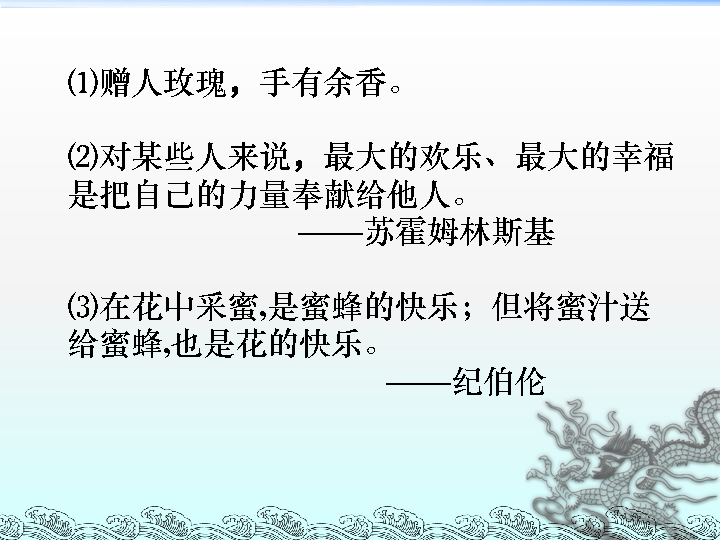 ⑴赠人玫瑰，手有余香。
⑵对某些人来说，最大的欢乐、最大的幸福
是把自己的力量奉献给他人。
——苏霍姆林斯基
⑶在花中采蜜,是蜜蜂的快乐；但将蜜汁送
给蜜蜂,也是花的快乐。
——纪伯伦